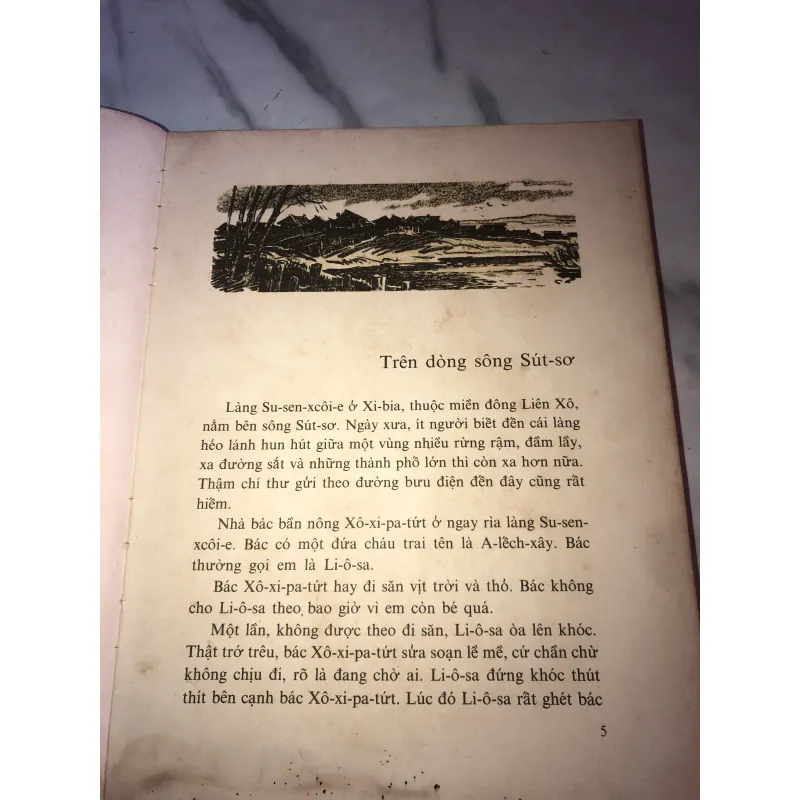 Trên dòng sông Sút-sơ
Làng Su-sen-xcôi-e ở Xi-bia, thuộc miền đông Liên Xô,
nằm bên sông Sút-sơ. Ngày xưa, ít người biết đến cái làng
héo lánh hun hút giữa một vùng nhiều rừng rậm, đầm lầy,
xa đường sắt và những thành phố lớn thì còn xa hơn nữa.
Thậm chí thư gửi theo đường bưu điện đến đây cũng rất
hiếm.
Nhà bác bần nông Xô-xi-pa-tứt ở ngay rìa làng Su-sen-
xcôi-e. Bác có một đứa cháu trai tên là A-lếch-xây. Bác
thường gọi em là Li-ô-sa.
Bác Xô-xi-pa-tứt hay đi săn vịt trời và thỏ. Bác không
cho Li-ô-sa theo bao giờ vì em còn bé quá.
Một lần, không được theo đi săn, Li-ô-sa òa lên khóc.
Thật trớ trêu, bác Xô-xi-pa-tứt sửa soạn lề mề, cứ chần chừ
không chịu đi, rõ là đang chờ ai. Li-ô-sa đứng khóc thút
thít bên cạnh bác Xô-xi-pa-tứt. Lúc đó Li-ô-sa rất ghét bác
5